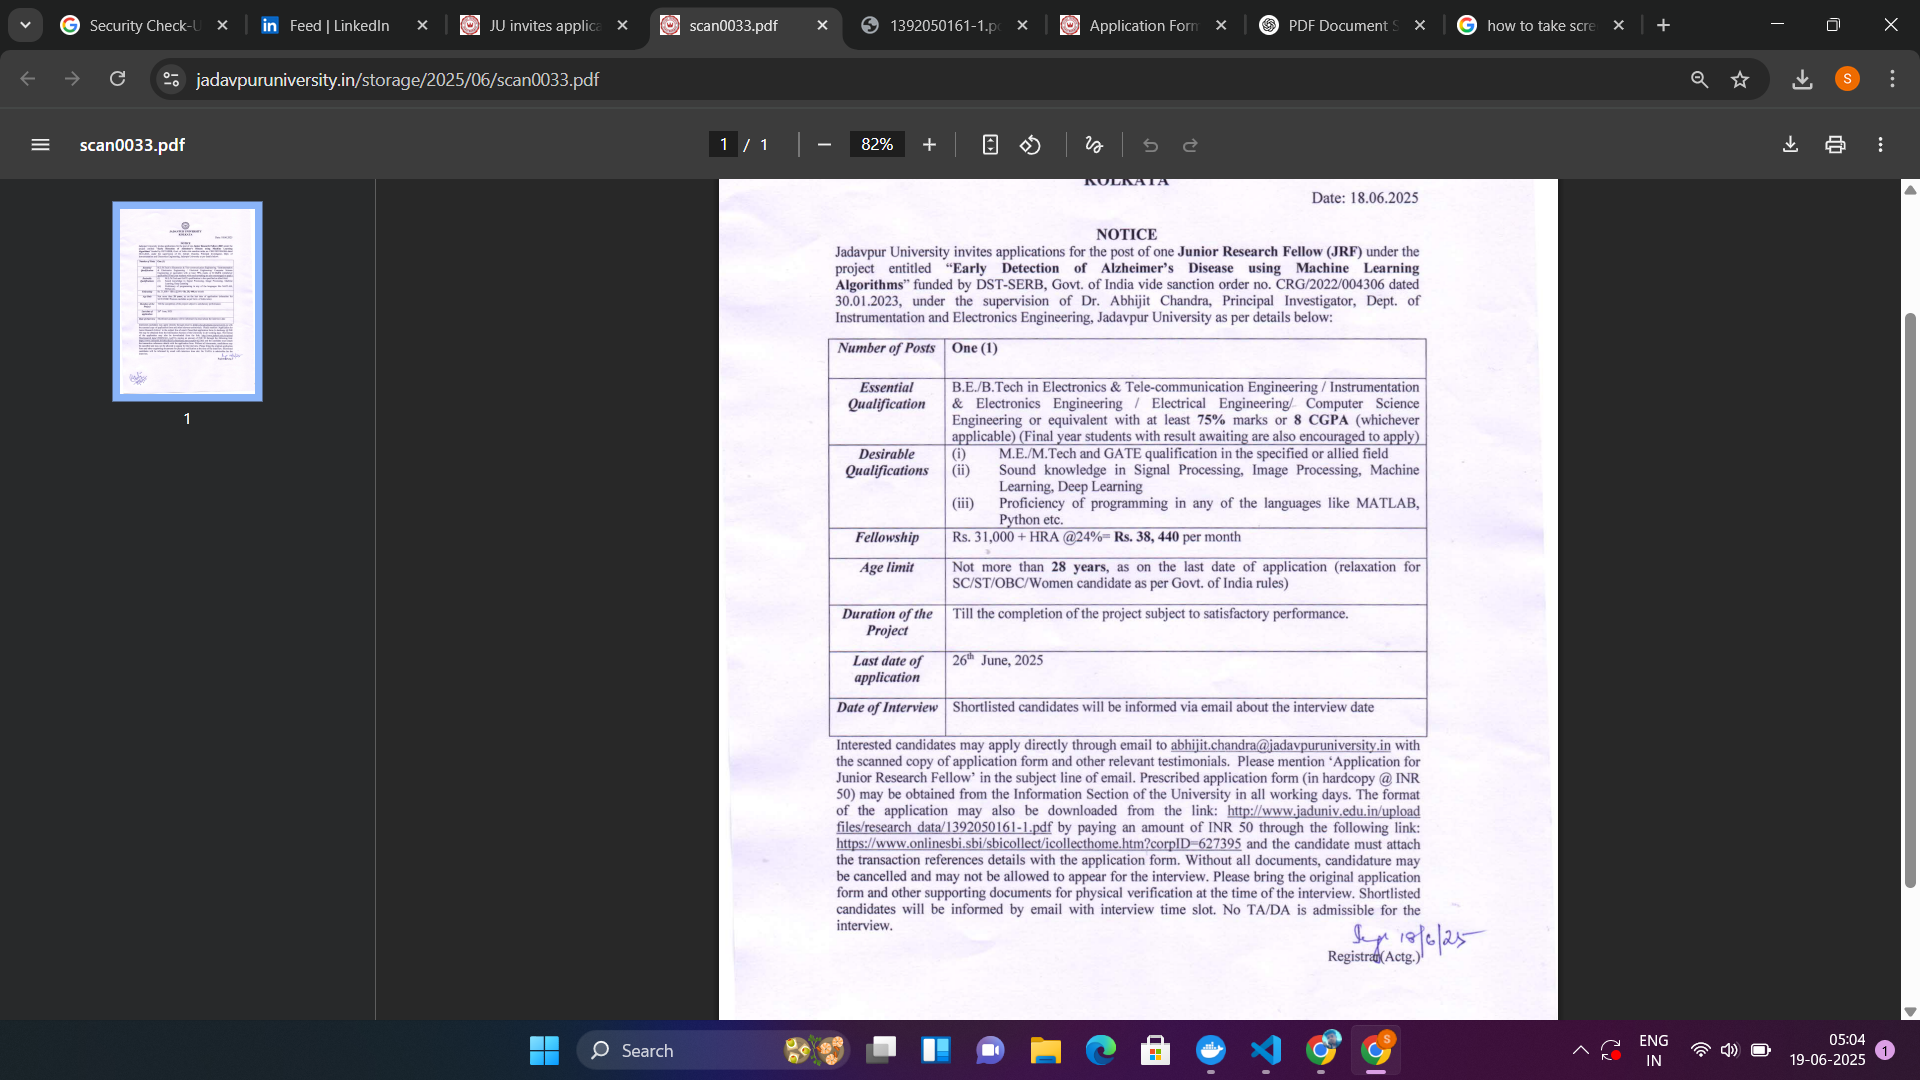 Security Check-U
Feed | LinkedIn
JU invites applica
scan0033.pdf
1392050161-1.pd
Application Form
PDF Document S
how to take scre
jadavpuruniversity.in/storage/2025/06/scan0033.pdf
S
scan0033.pdf
1 / 1
82%
1
KOLKATA
Date: 18.06.2025
NOTICE
Jadavpur University invites applications for the post of one Junior Research Fellow (JRF) under the
project entitled “Early Detection of Alzheimer’s Disease using Machine Learning
Algorithms” funded by DST-SERB, Govt. of India vide sanction order no. CRG/2022/004306 dated
30.01.2023, under the supervision of Dr. Abhijit Chandra, Principal Investigator, Dept. of
Instrumentation and Electronics Engineering, Jadavpur University as per details below:
Number of Posts One (1)
Essential B.E./B.Tech in Electronics & Tele-communication Engineering / Instrumentation
Qualification & Electronics Engineering / Electrical Engineering/ Computer Science
Engineering or equivalent with at least 75% marks or 8 CGPA (whichever
applicable) (Final year students with result awaiting are also encouraged to apply)
Desirable (i) M.E./M.Tech and GATE qualification in the specified or allied field
Qualifications (ii) Sound knowledge in Signal Processing, Image Processing, Machine
Learning, Deep Learning
(iii) Proficiency of programming in any of the languages like MATLAB,
Python etc.
Fellowship Rs. 31,000 + HRA @24%= Rs. 38, 440 per month
Age limit Not more than 28 years, as on the last date of application (relaxation for
SC/ST/OBC/Women candidate as per Govt. of India rules)
Duration of the Till the completion of the project subject to satisfactory performance.
Project
Last date of 26th June, 2025
application
Date of Interview Shortlisted candidates will be informed via email about the interview date
Interested candidates may apply directly through email to abhijit.chandra@jadavpuruniversity.in with
the scanned copy of application form and other relevant testimonials. Please mention ‘Application for
Junior Research Fellow’ in the subject line of email. Prescribed application form (in hardcopy @ INR
50) may be obtained from the Information Section of the University in all working days. The format
of the application may also be downloaded from the link: http://www.jaduniv.edu.in/upload
files/research data/1392050161-1.pdf by paying an amount of INR 50 through the following link:
https://www.onlinesbi.sbi/sbicollect/icollecthome.htm?corpID=627395 and the candidate must attach
the transaction references details with the application form. Without all documents, candidature may
be cancelled and may not be allowed to appear for the interview. Please bring the original application
form and other supporting documents for physical verification at the time of the interview. Shortlisted
candidates will be informed by email with interview time slot. No TA/DA is admissible for the
interview.
18/6/25
Registrar(Actg.)
Search
ENG
IN
05:04
19-06-2025
1